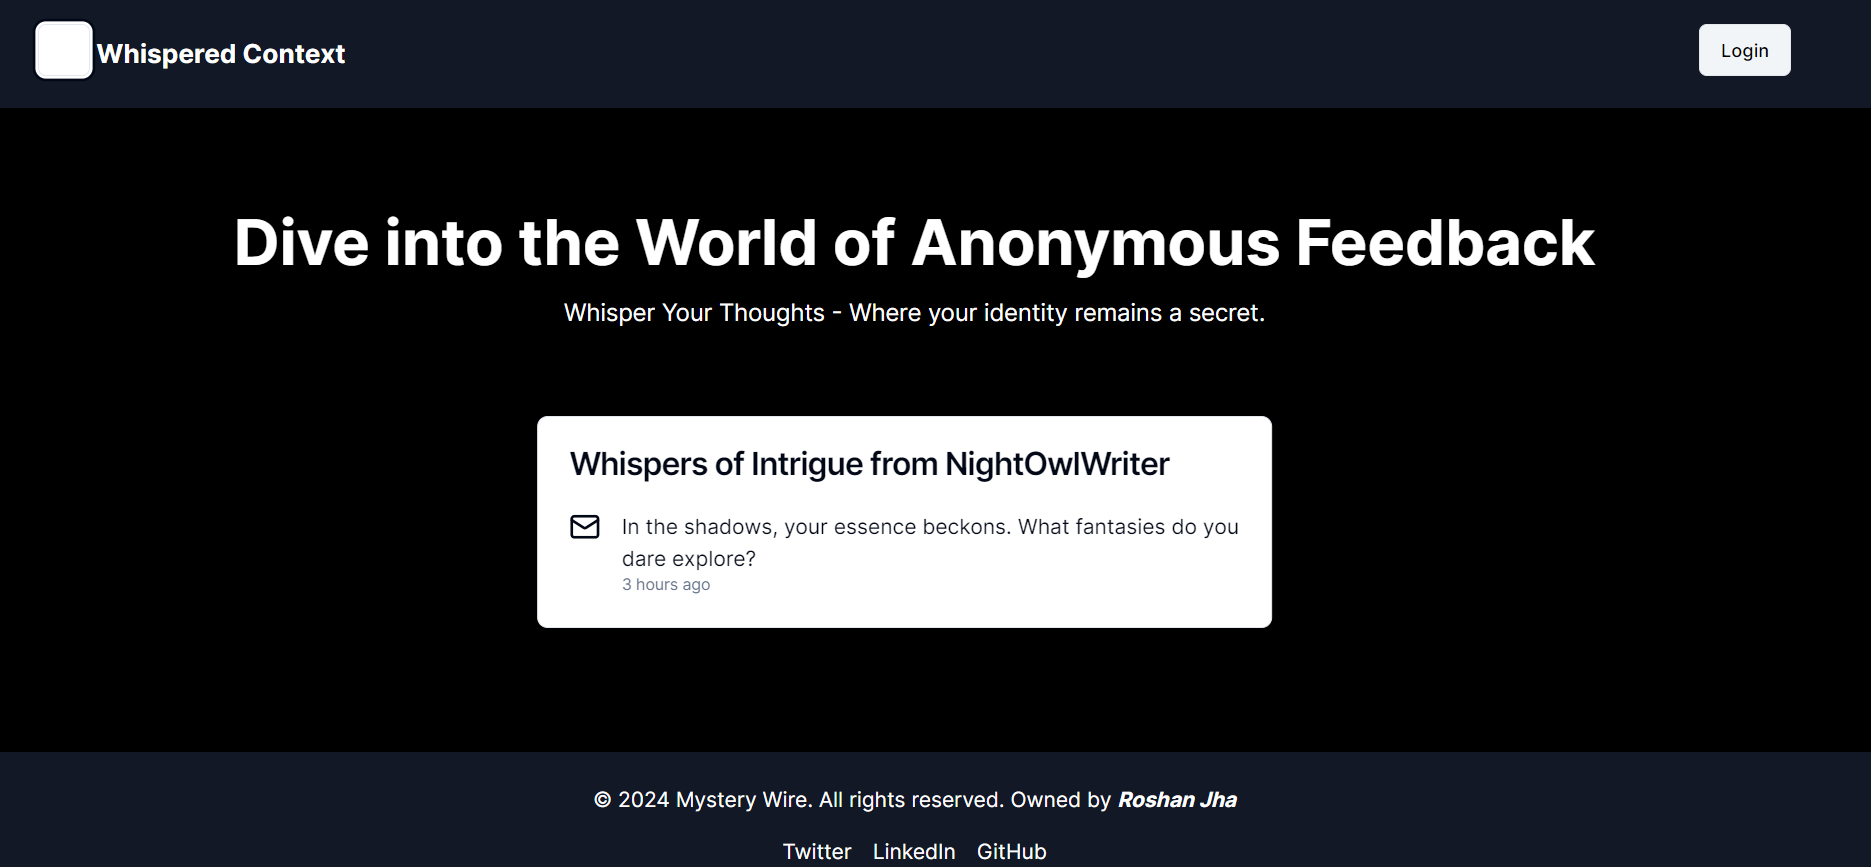 Whispered Context
Login
Dive into the World of Anonymous Feedback
Whisper Your Thoughts - Where your identity remains a secret.
Whispers of Intrigue from NightOwlWriter
In the shadows, your essence beckons. What fantasies do you
dare explore?
3 hours ago
© 2024 Mystery Wire. All rights reserved. Owned by Roshan Jha
Twitter LinkedIn GitHub